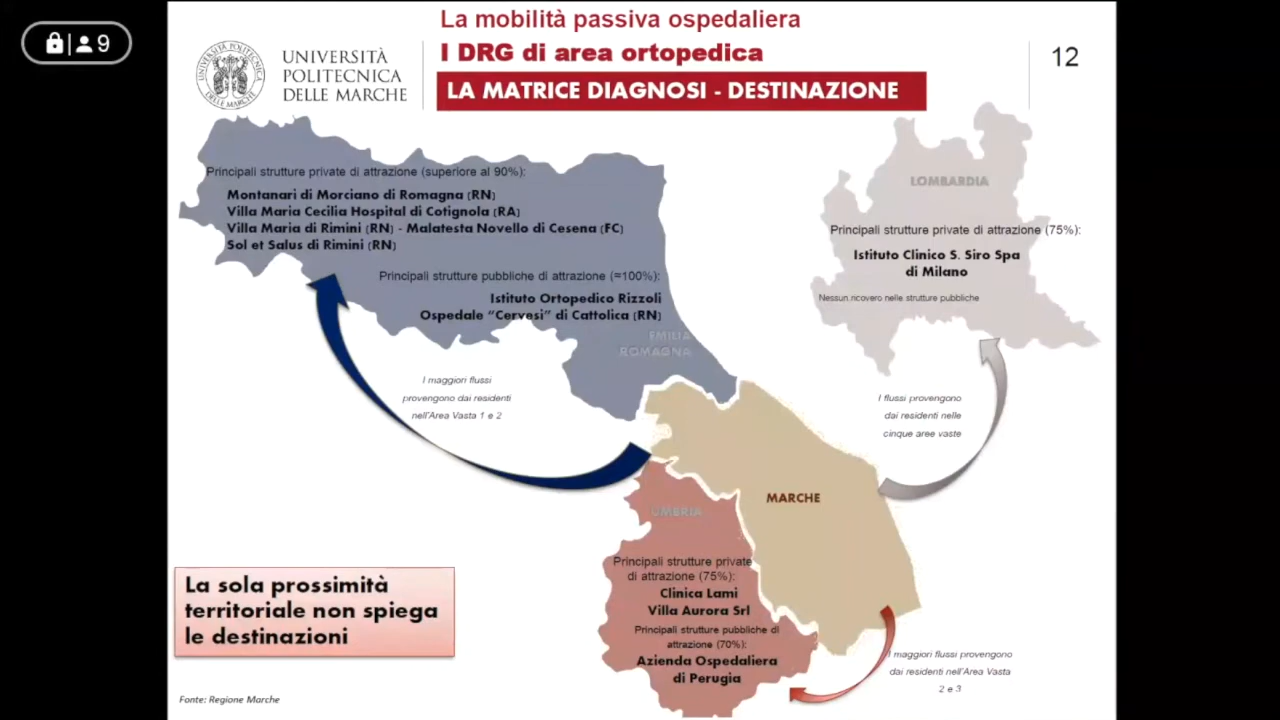 9
La mobilità passiva ospedaliera
I DRG di area ortopedica
LA MATRICE DIAGNOSI - DESTINAZIONE
12
UNIVERSITÀ
POLITECNICA
DELLE MARCHE
Principali strutture private di attrazione (superiore al 90%):
Montanari di Morciano di Romagna (RN)
Villa Maria Cecilia Hospital di Cotignola (RA)
Villa Maria di Rimini (RN) - Malatesta Novello di Cesena (FC)
Sol et Salus di Rimini (RN)
Principali strutture pubbliche di attrazione (≈100%):
Istituto Ortopedico Rizzoli
Ospedale “Cervesi” di Cattolica (RN)
EMILIA
ROMAGNA
LOMBARDIA
Principali strutture private di attrazione (75%):
Istituto Clinico S. Siro Spa
di Milano
Nessun ricovero nelle strutture pubbliche
I maggiori flussi
provengono dai residenti
nell'Area Vasta 1 e 2
I flussi provengono
dai residenti nelle
cinque aree vaste
MARCHE
UMBRIA
Principali strutture private
di attrazione (75%):
Clinica Lami
Villa Aurora Srl
Principali strutture pubbliche di
attrazione (70%):
Azienda Ospedaliera
di Perugia
I maggiori flussi provengono
dai residenti nell'Area Vasta
2 e 3
La sola prossimità
territoriale non spiega
le destinazioni
Fonte: Regione Marche